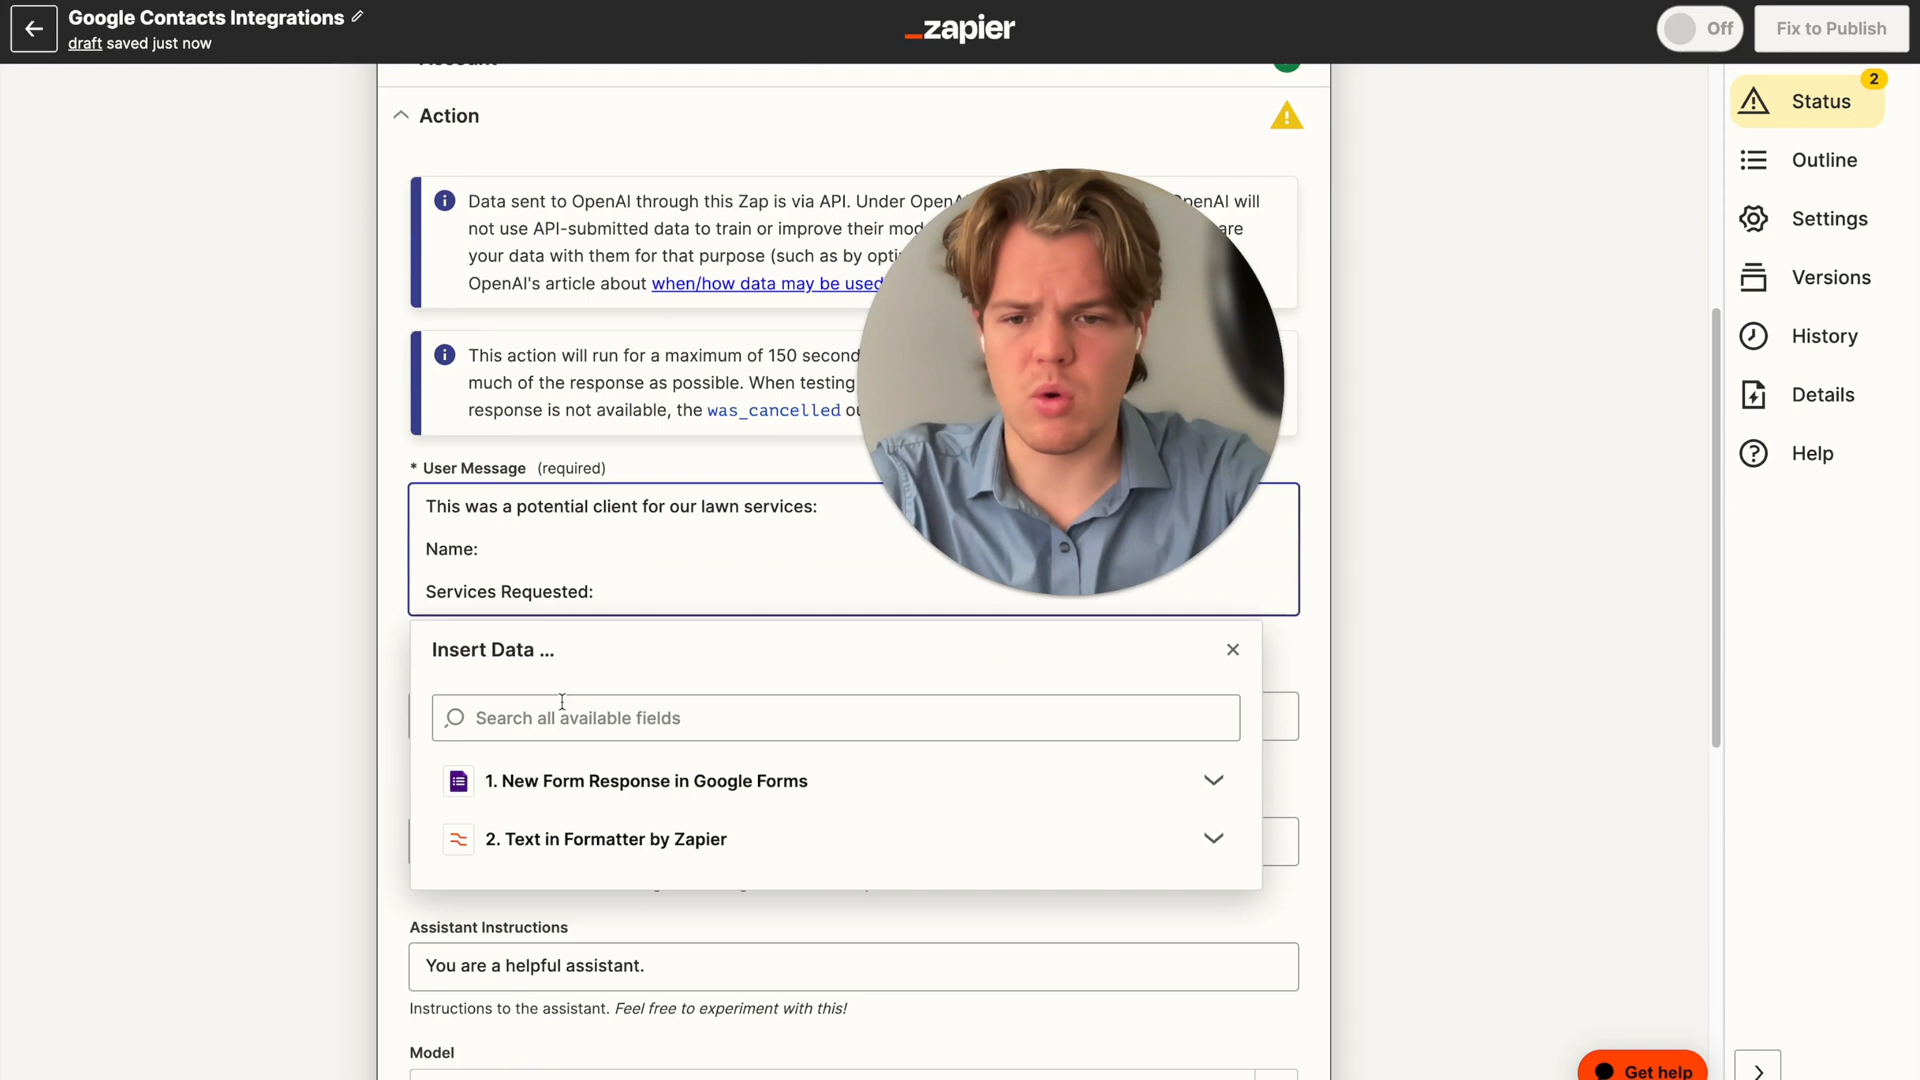 Google Contacts Integrations
draft saved just now
zapier
Off
Fix to Publish
Action
Data sent to OpenAI through this Zap is via API. Under OpenAI will
not use API-submitted data to train or improve their are
your data with them for that purpose (such as by
OpenAI's article about when/how data may be used
This action will run for a maximum of 150
much of the response as possible. When testing
response is not available, the was_cancelled
* User Message (required)
This was a potential client for our lawn services:
Name:
Services Requested:
Insert Data ...
Search all available fields
1. New Form Response in Google Forms
2. Text in Formatter by Zapier
Assistant Instructions
You are a helpful assistant.
Instructions to the assistant. Feel free to experiment with this!
Model
2
Status
Outline
Settings
Versions
History
Details
Help
Get help